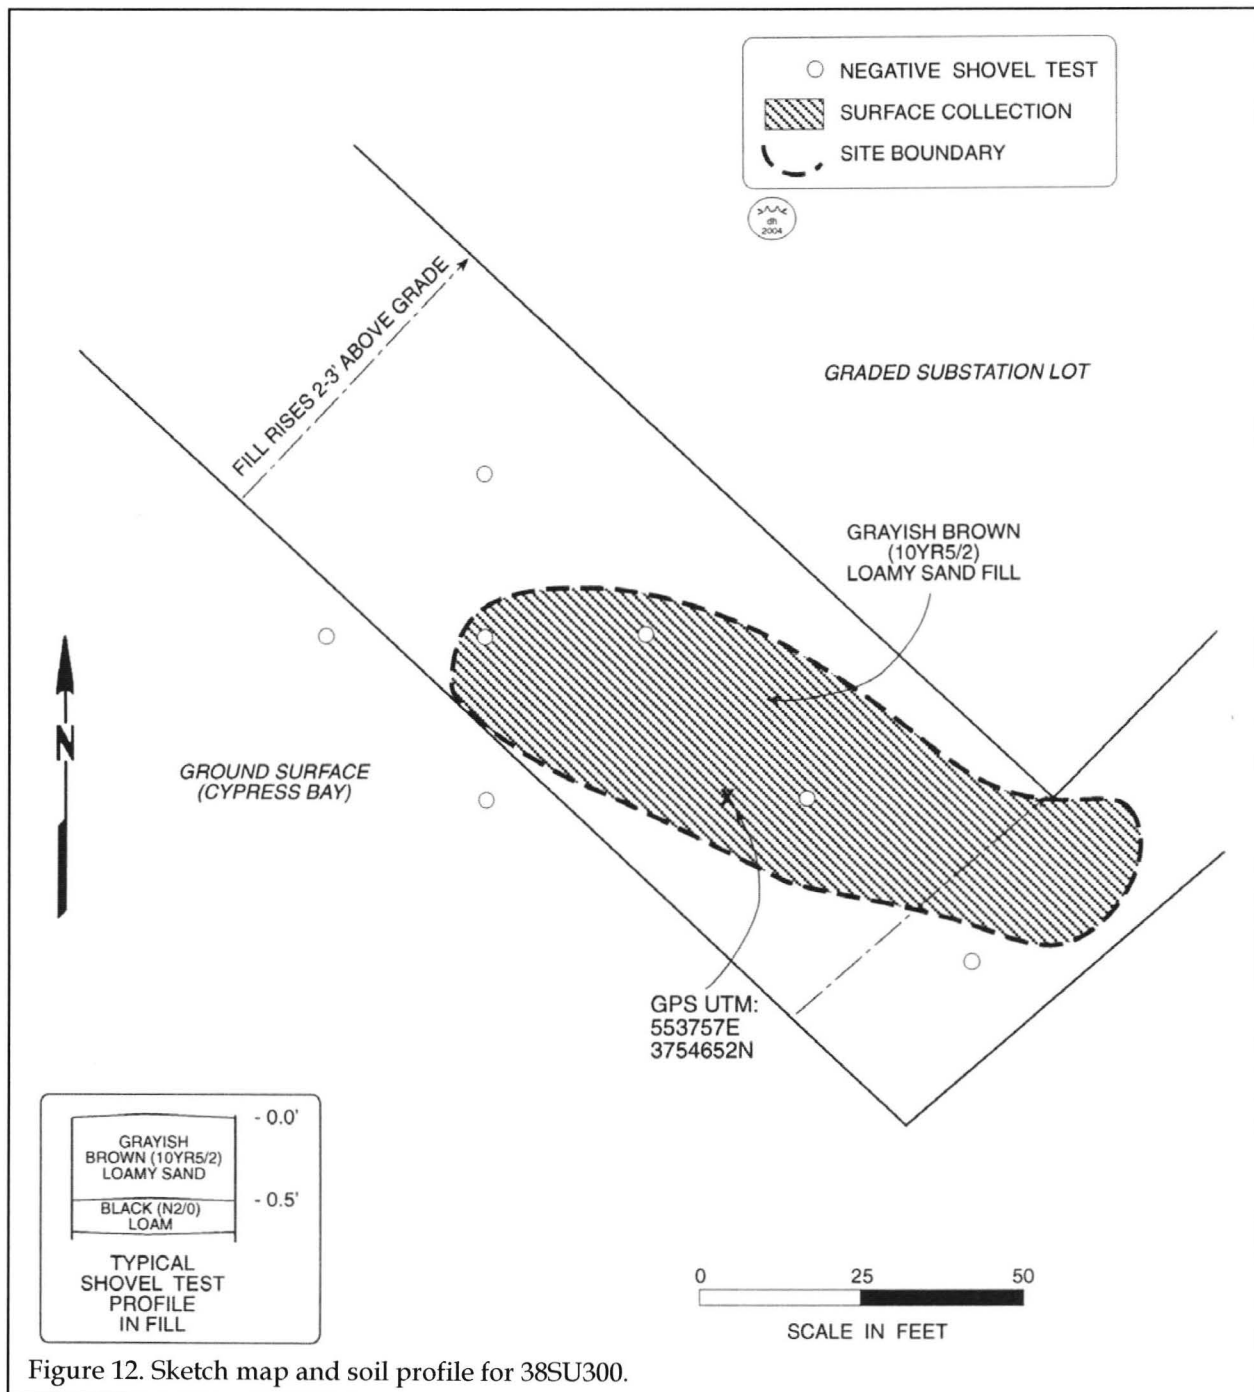 NEGATIVE SHOVEL TEST
SURFACE COLLECTION
SITE BOUNDARY
dh
2004
FILL RISES 2-3' ABOVE GRADE
GRADED SUBSTATION LOT
GRAYISH BROWN
(10YR5/2)
LOAMY SAND FILL
N
GROUND SURFACE
(CYPRESS BAY)
X
GPS UTM:
553757E
3754652N
- 0.0'
GRAYISH
BROWN (10YR5/2)
LOAMY SAND
- 0.5'
BLACK (N2/0)
LOAM
TYPICAL
SHOVEL TEST
PROFILE
IN FILL
0 25 50
SCALE IN FEET
Figure 12. Sketch map and soil profile for 38SU300.